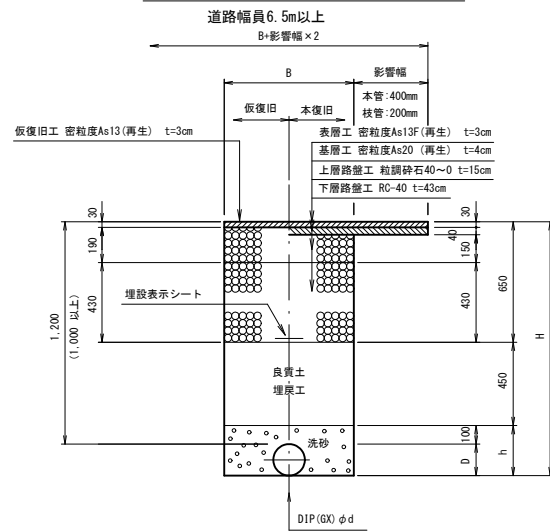 道路幅員6.5m以上
B+影響幅×2
B
影響幅
本管:400mm
枝管:200mm
仮復旧
本復旧
仮復旧工 密粒度As13(再生) t=3cm
表層工 密粒度As13F(再生) t=3cm
基層工 密粒度As20 (再生) t=4cm
上層路盤工 粒調砕石40～0 t=15cm
下層路盤工 RC-40 t=43cm
30
190
430
1,200
(1,000 以上)
30
40
150
430
650
450
100
D
h
H
埋設表示シート
良質土
埋戻工
洗砂
DIP(GX)φd